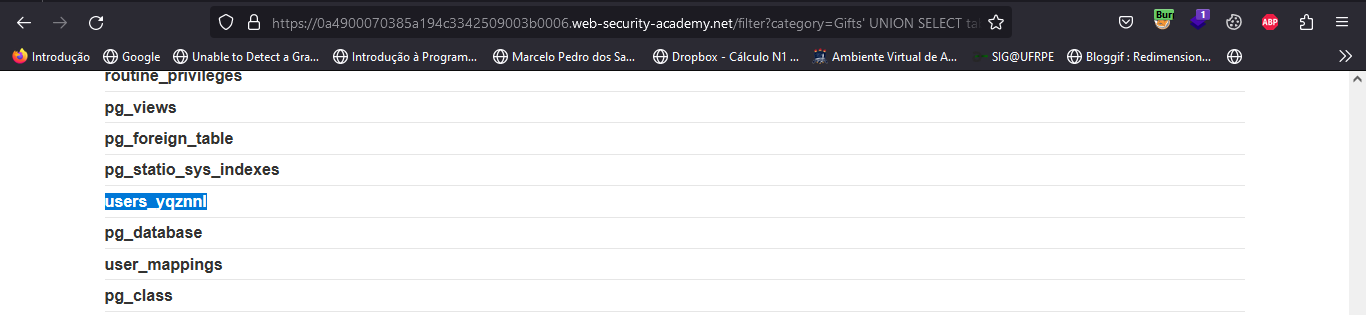 https://0a4900070385a194c3342509003b0006.web-security-academy.net/filter?category=Gifts' UNION SELECT ta
Bur
1
ABP
Introdução Google Unable to Detect a Gra... Introdução à Program... Marcelo Pedro dos Sa... Dropbox - Cálculo N1 ... Ambiente Virtual de A... SIG@UFRPE Bloggif : Redimension...
routine_privileges
pg_views
pg_foreign_table
pg_statio_sys_indexes
users_yqznnl
pg_database
user_mappings
pg_class